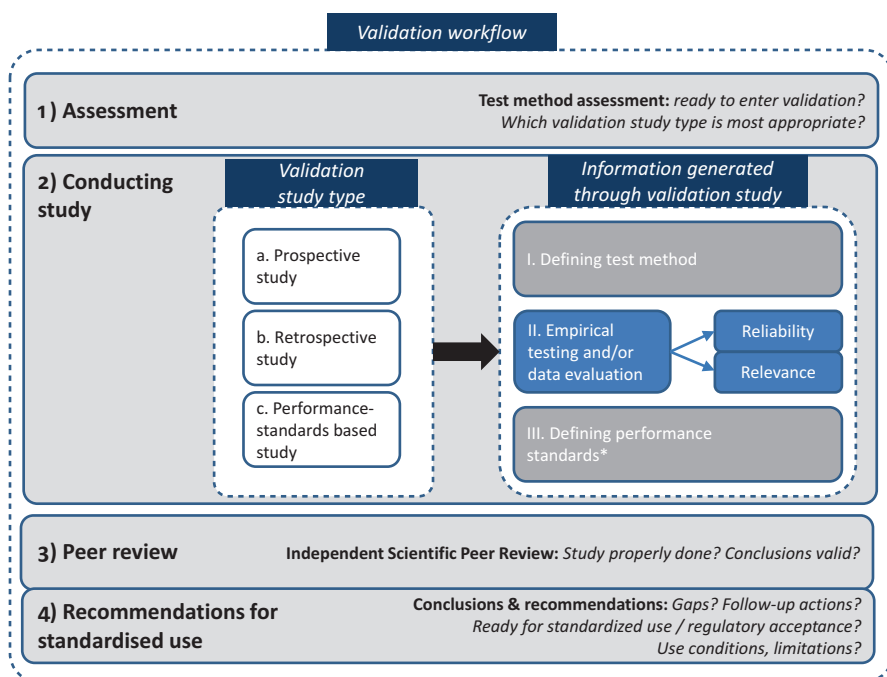 Validation workflow
1) Assessment
Test method assessment: ready to enter validation?
Which validation study type is most appropriate?
2) Conducting
study
Validation
study type
a. Prospective
study
b. Retrospective
study
c. Performance-
standards based
study
Information generated
through validation study
I. Defining test method
II. Empirical
testing and/or
data evaluation
Reliability
Relevance
III. Defining performance
standards*
3) Peer review
Independent Scientific Peer Review: Study properly done? Conclusions valid?
4) Recommendations for
standardised use
Conclusions & recommendations: Gaps? Follow-up actions?
Ready for standardized use / regulatory acceptance?
Use conditions, limitations?